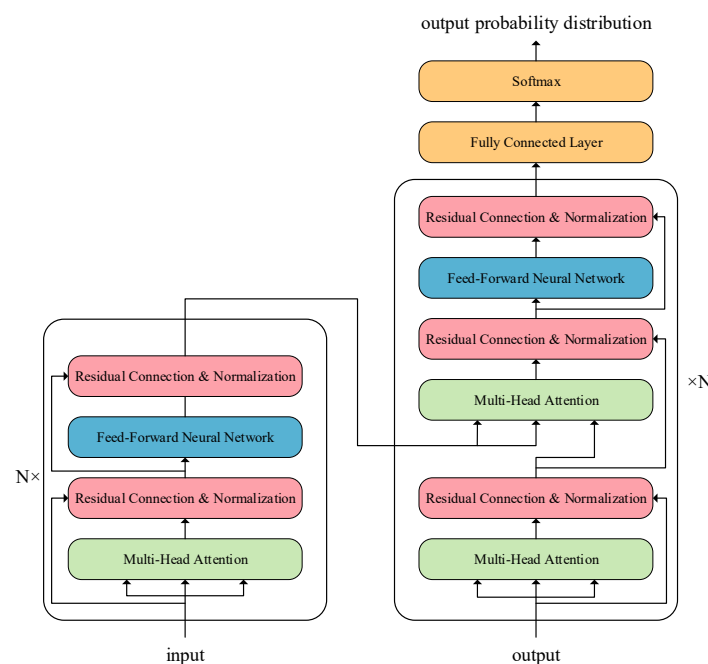 output probability distribution
Softmax
Fully Connected Layer
Residual Connection & Normalization
Feed-Forward Neural Network
Residual Connection & Normalization
×N
Multi-Head Attention
Residual Connection & Normalization
Multi-Head Attention
output
Residual Connection & Normalization
Feed-Forward Neural Network
N×
Residual Connection & Normalization
Multi-Head Attention
input